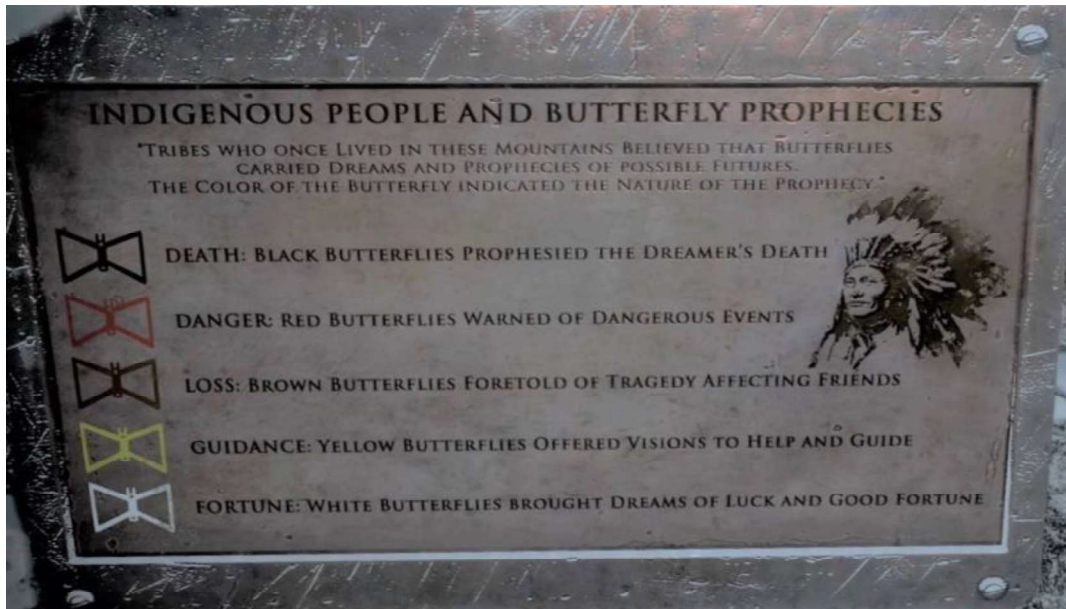 INDIGENOUS PEOPLE AND BUTTERFLY PROPHECIES
"TRIBES WHO ONCE LIVED IN THESE MOUNTAINS BELIEVED THAT BUTTERFLIES
CARRIED DREAMS AND PROPHECIES OF POSSIBLE FUTURES.
THE COLOR OF THE BUTTERFLY INDICATED THE NATURE OF THE PROPHECY."
DEATH: BLACK BUTTERFLIES PROPHESIED THE DREAMER'S DEATH
DANGER: RED BUTTERFLIES WARNED OF DANGEROUS EVENTS
LOSS: BROWN BUTTERFLIES FORETOLD OF TRAGEDY AFFECTING FRIENDS
GUIDANCE: YELLOW BUTTERFLIES OFFERED VISIONS TO HELP AND GUIDE
FORTUNE: WHITE BUTTERFLIES BROUGHT DREAMS OF LUCK AND GOOD FORTUNE